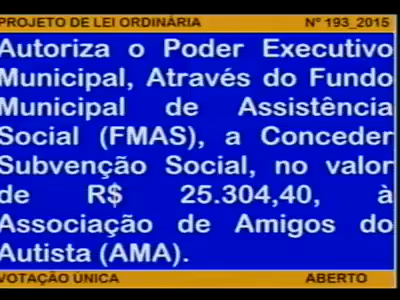 PROJETO DE LEI ORDINÁRIA Nº 193_2015
Autoriza o Poder Executivo
Municipal, Através do Fundo
Municipal de Assistência
Social (FMAS), a Conceder
Subvenção Social, no valor
de R$ 25.304,40, à
Associação de Amigos do
Autista (AMA).
VOTAÇÃO ÚNICA ABERTO